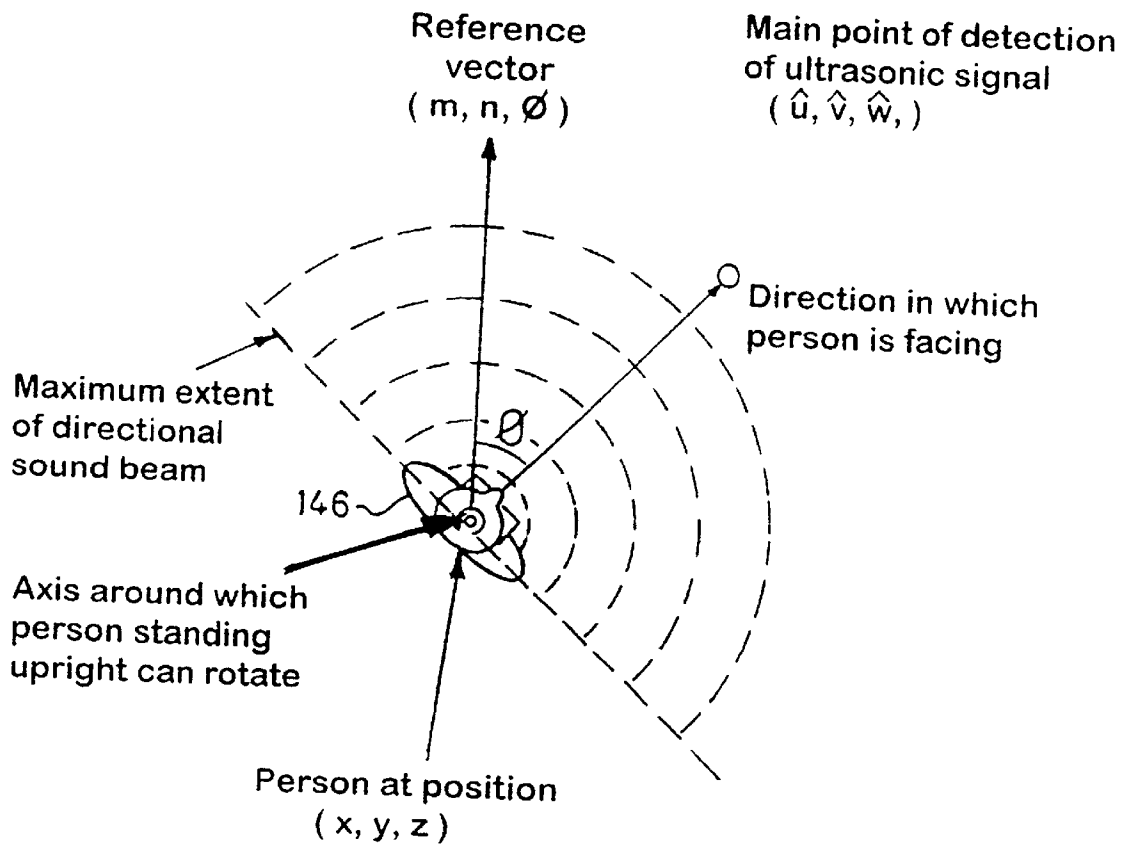 Reference
vector
( m, n, Ø )
Main point of detection
of ultrasonic signal
( û, v̂, ŵ, )
Direction in which
person is facing
Maximum extent
of directional
sound beam
Ø
146
Axis around which
person standing
upright can rotate
Person at position
( x, y, z )